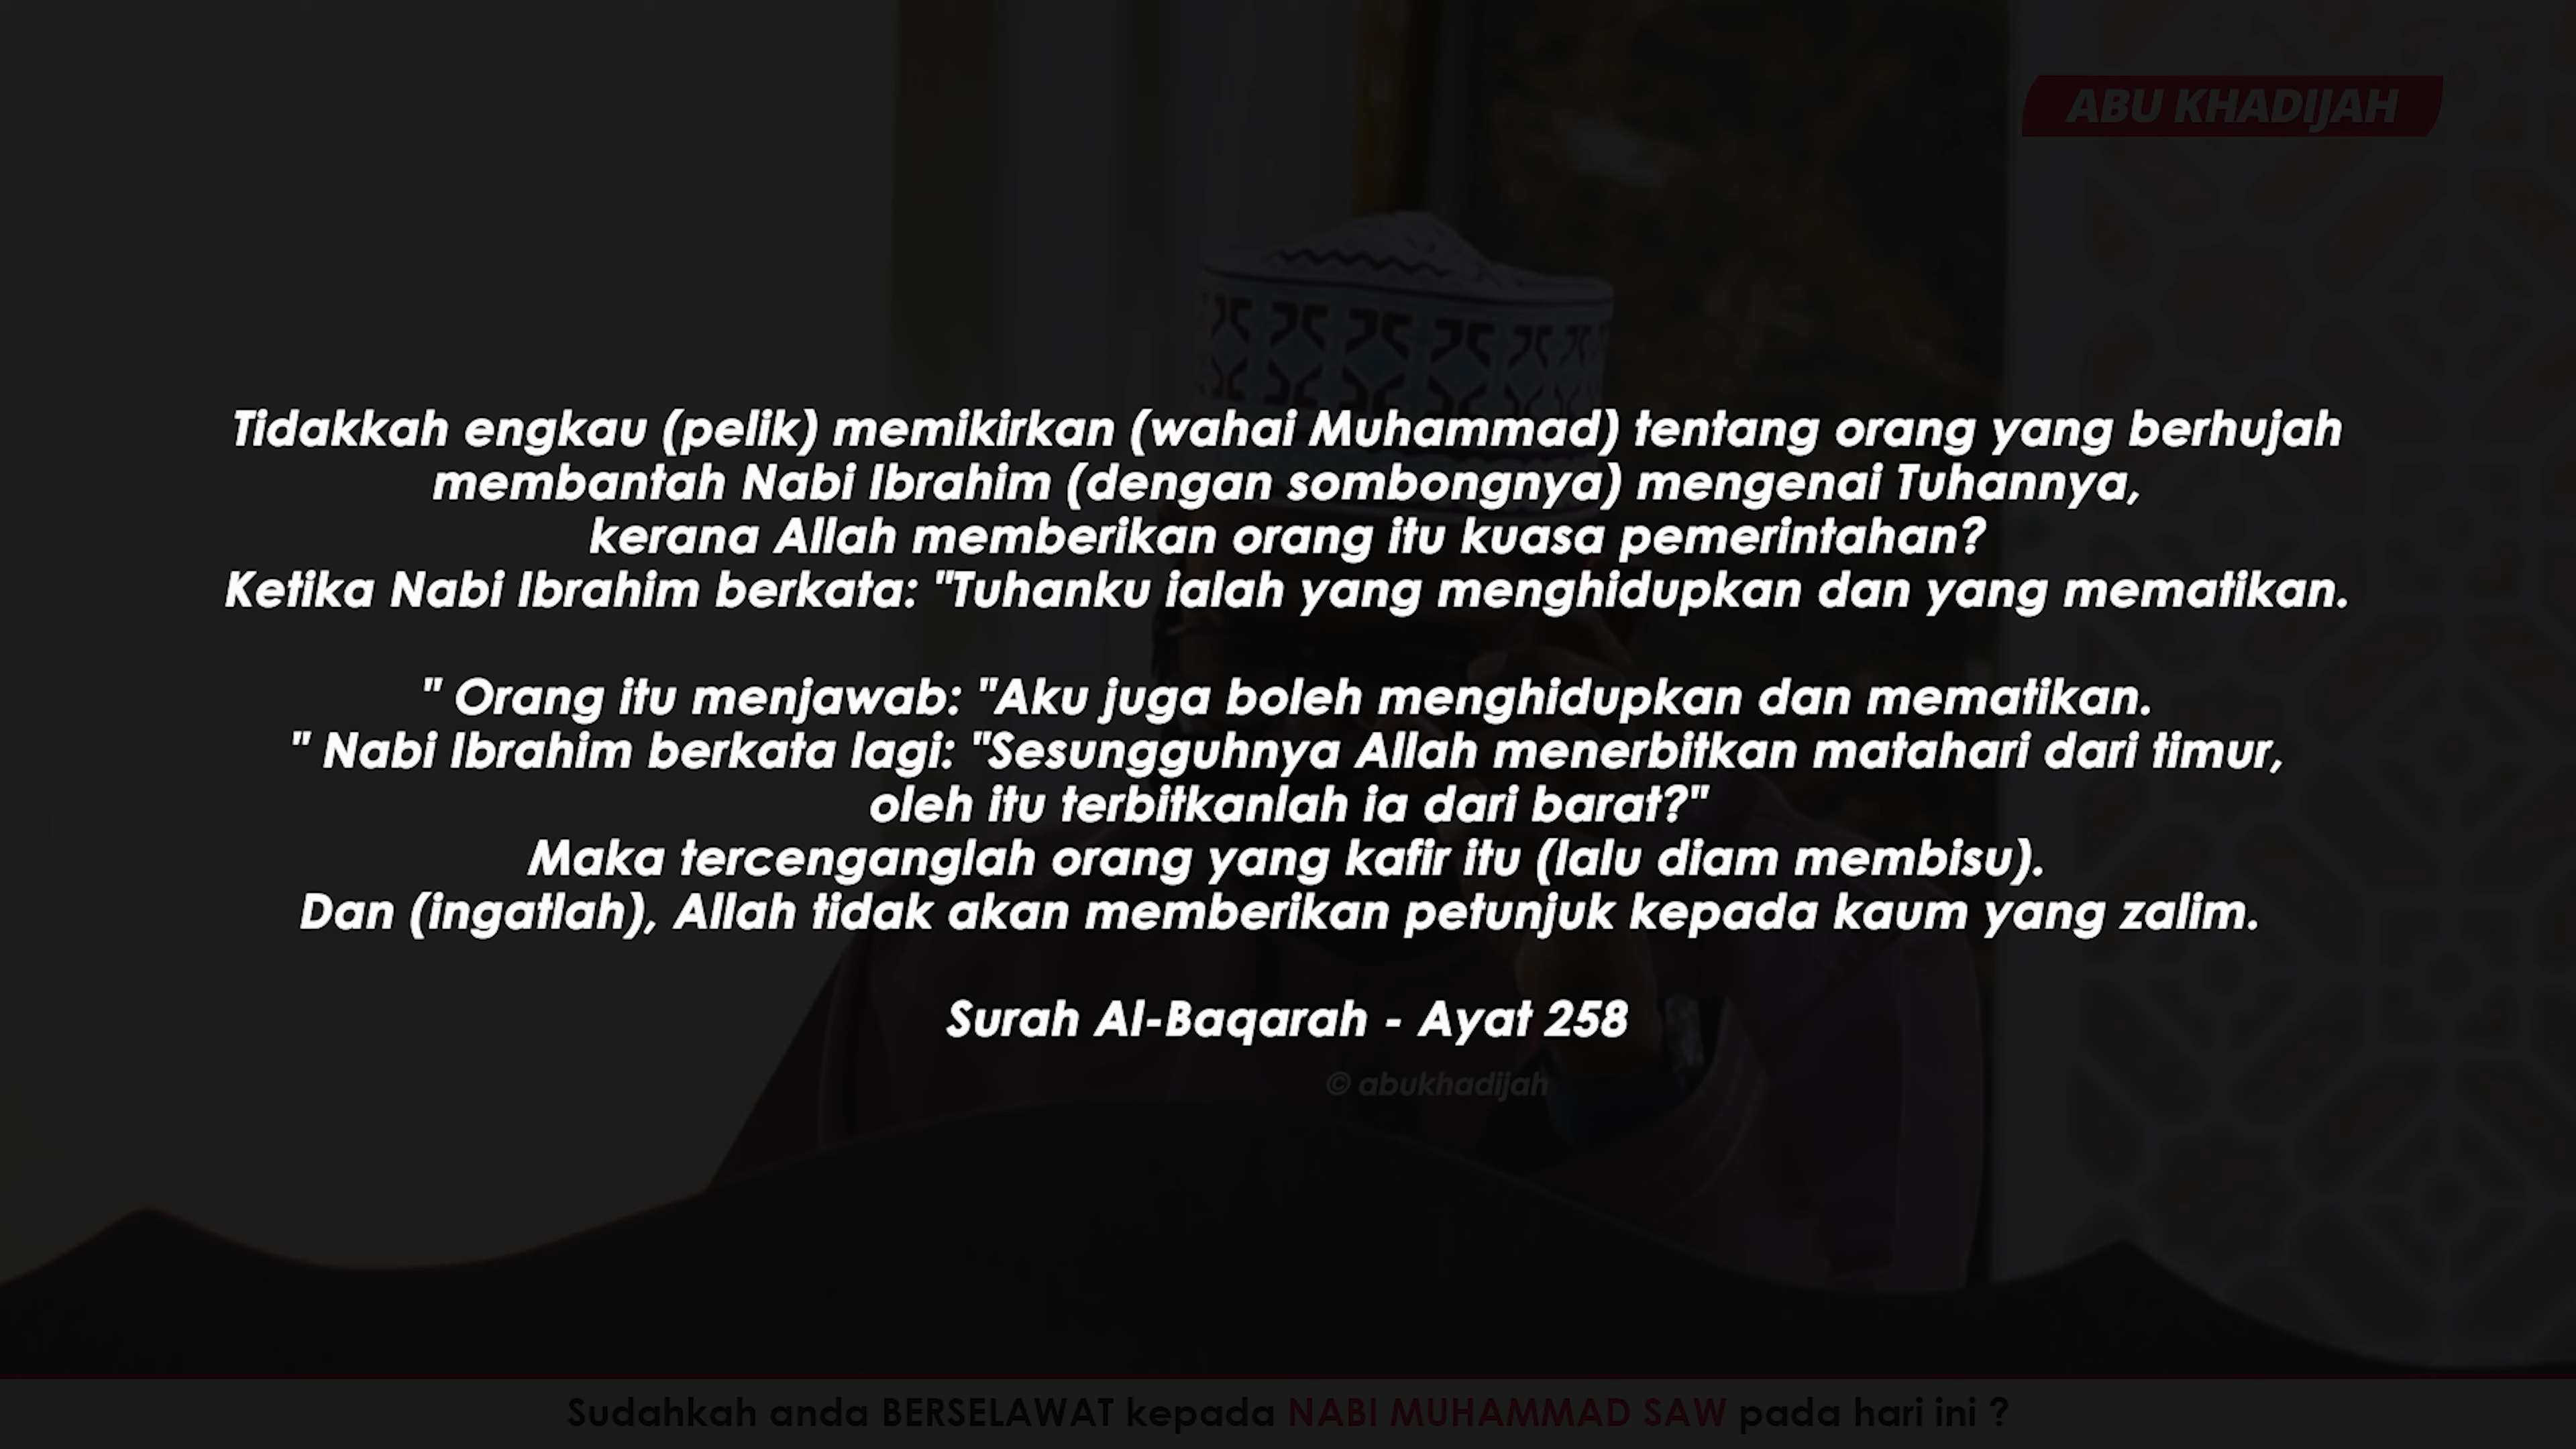 ABU KHADIJAH
Tidakkah engkau (pelik) memikirkan (wahai Muhammad) tentang orang yang berhujah
membantah Nabi Ibrahim (dengan sombongnya) mengenai Tuhannya,
kerana Allah memberikan orang itu kuasa pemerintahan?
Ketika Nabi Ibrahim berkata: "Tuhanku ialah yang menghidupkan dan yang mematikan.
" Orang itu menjawab: "Aku juga boleh menghidupkan dan mematikan.
" Nabi Ibrahim berkata lagi: "Sesungguhnya Allah menerbitkan matahari dari timur,
oleh itu terbitkanlah ia dari barat?"
Maka tercenganglah orang yang kafir itu (lalu diam membisu).
Dan (ingatlah), Allah tidak akan memberikan petunjuk kepada kaum yang zalim.
Surah Al-Baqarah - Ayat 258
© abukhadijah
Sudahkah anda BERSELAWAT kepada NABI MUHAMMAD SAW pada hari ini ?